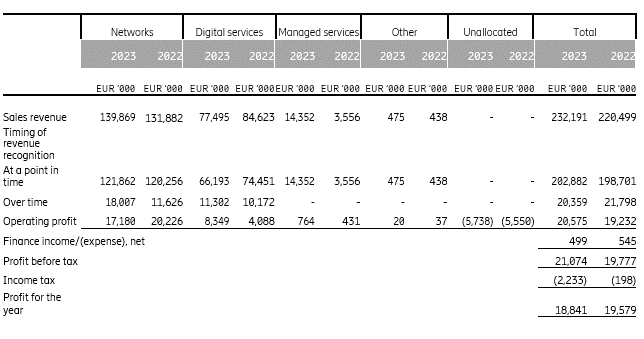 Networks Digital services Managed services Other Unallocated Total
2023 2022 2023 2022 2023 2022 2023 2022 2023 2022 2023 2022
EUR '000 EUR '000 EUR '000 EUR '000 EUR '000 EUR '000 EUR '000 EUR '000 EUR '000 EUR '000 EUR '000 EUR '000
Sales revenue 139,869 131,882 77,495 84,623 14,352 3,556 475 438 - - 232,191 220,499
Timing of
revenue
recognition
At a point in
time 121,862 120,256 66,193 74,451 14,352 3,556 475 438 - - 202,882 198,701
Over time 18,007 11,626 11,302 10,172 - - - - - - 20,359 21,798
Operating profit 17,180 20,226 8,349 4,088 764 431 20 37 (5,738) (5,550) 20,575 19,232
Finance income/(expense), net 499 545
Profit before tax 21,074 19,777
Income tax (2,233) (198)
Profit for the
year 18,841 19,579